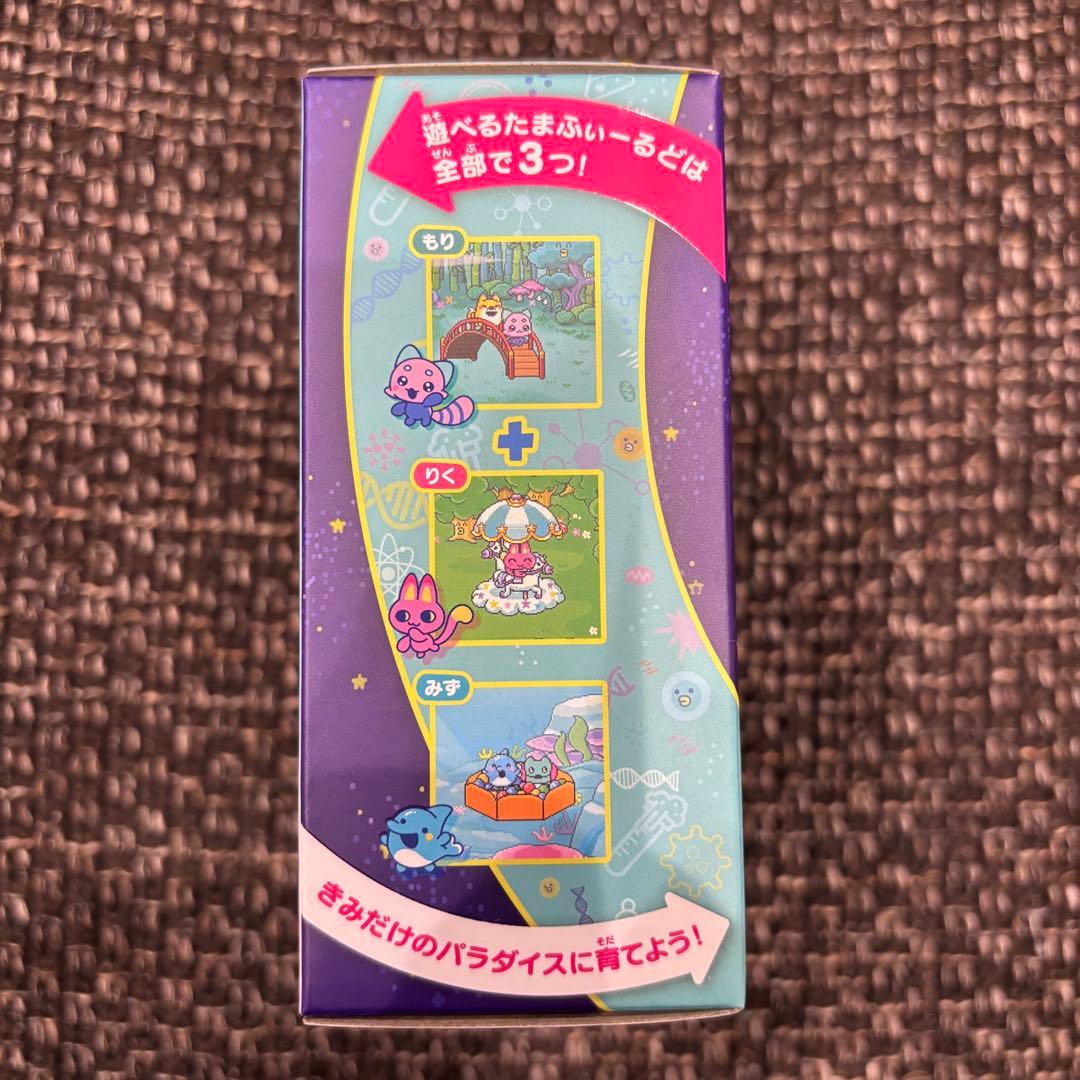 遊べるたまふぃーるどは
全部で3つ!
もり
りく
みず
きみだけのパラダイスに育てよう!